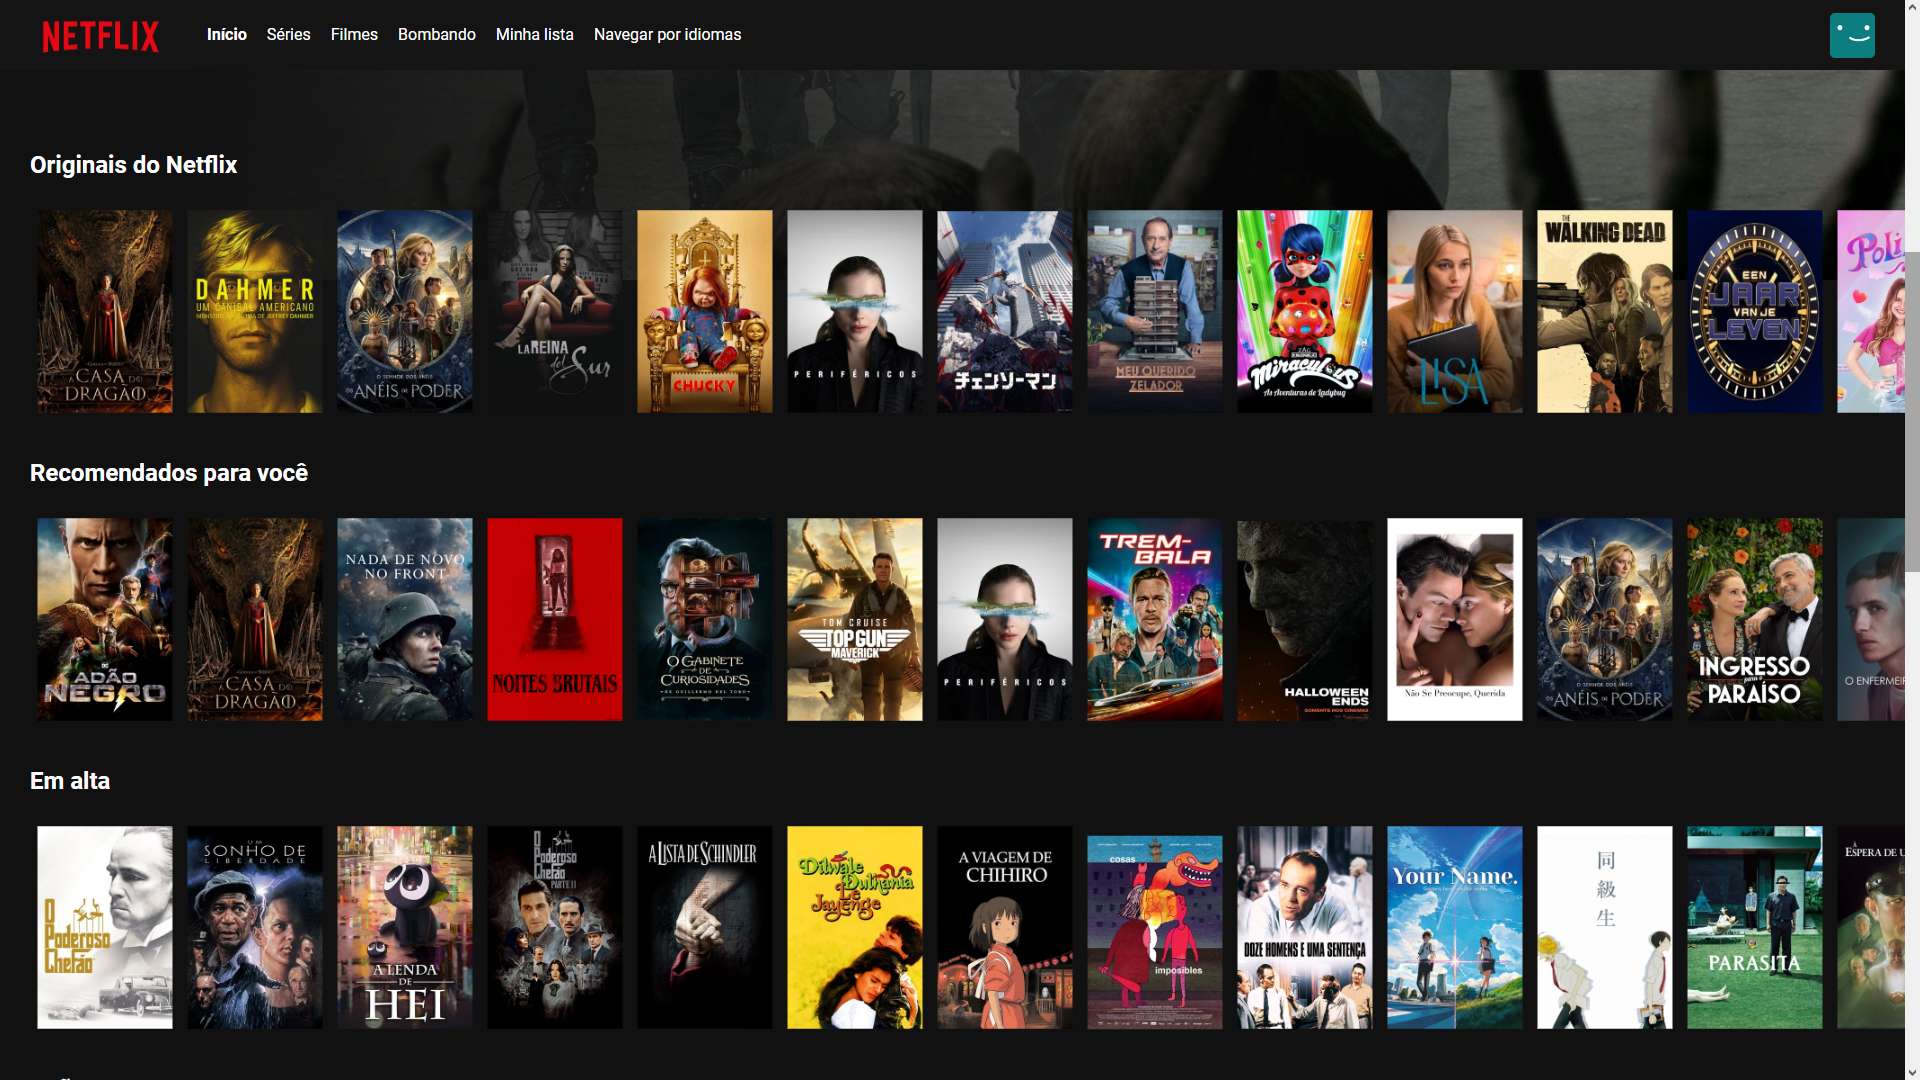 NETFLIX
Início Séries Filmes Bombando Minha lista Navegar por idiomas
Originais do Netflix
A CASA DO
DRAGÃO
DAHMER
UM CANIBAL AMERICANO
O SENHOR DOS ANÉIS
OS ANÉIS DE PODER
LA REINA
del Sur
CHUCKY
PERIFÉRICOS
チェンソーマン
MEU QUERIDO
ZELADOR
Miraculous
As Aventuras de Ladybug
LISA
THE
WALKING DEAD
EEN
JAAR
VAN JE
LEVEN
Recomendados para você
DC
ADÃO
NEGRO
A CASA DO
DRAGÃO
NADA DE NOVO
NO FRONT
NOITES BRUTAIS
O GABINETE
DE
CURIOSIDADES
DE GUILLERMO DEL TORO
TOM CRUISE
TOP GUN
MAVERICK
PERIFÉRICOS
TREM-
BALA
HALLOWEEN
ENDS
SOMENTE NOS CINEMAS
Não Se Preocupe, Querida
O SENHOR DOS ANÉIS
OS ANÉIS DE PODER
INGRESSO
para o
PARAÍSO
O ENFERMEI
Em alta
O
Poderoso
Chefão
UM
SONHO DE
LIBERDADE
A LENDA
DE
HEI
O
Poderoso
Chefão
PARTE II
A LISTA DE SCHINDLER
Dilwale
Dulhania
Le
Jayenge
A VIAGEM DE
CHIHIRO
cosas
imposibles
DOZE HOMENS E UMA SENTENÇA
Your Name.
同
級
生
PARASITA
À
ESPERA DE U